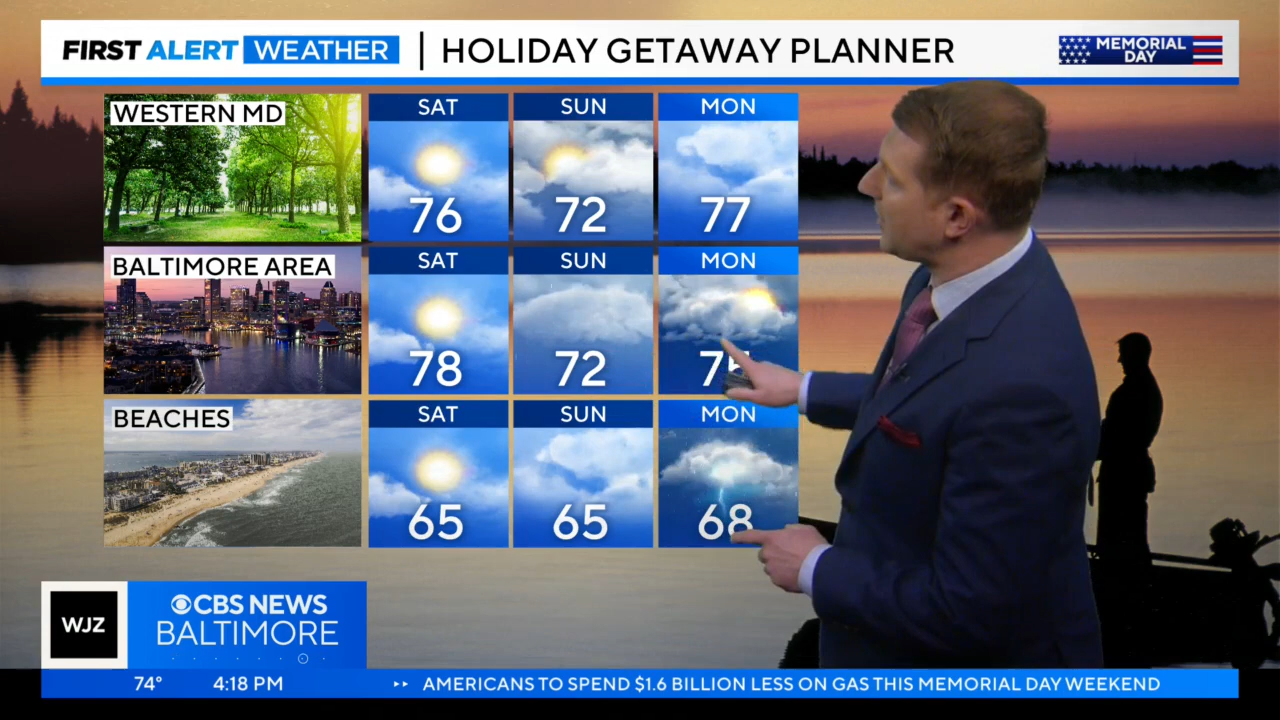 FIRST ALERT WEATHER | HOLIDAY GETAWAY PLANNER
MEMORIAL DAY
WESTERN MD
SAT
SUN
MON
76
72
77
BALTIMORE AREA
SAT
SUN
MON
78
72
75
BEACHES
SAT
SUN
MON
65
65
68
WJZ
CBS NEWS
BALTIMORE
74° 4:18 PM AMERICANS TO SPEND $1.6 BILLION LESS ON GAS THIS MEMORIAL DAY WEEKEND